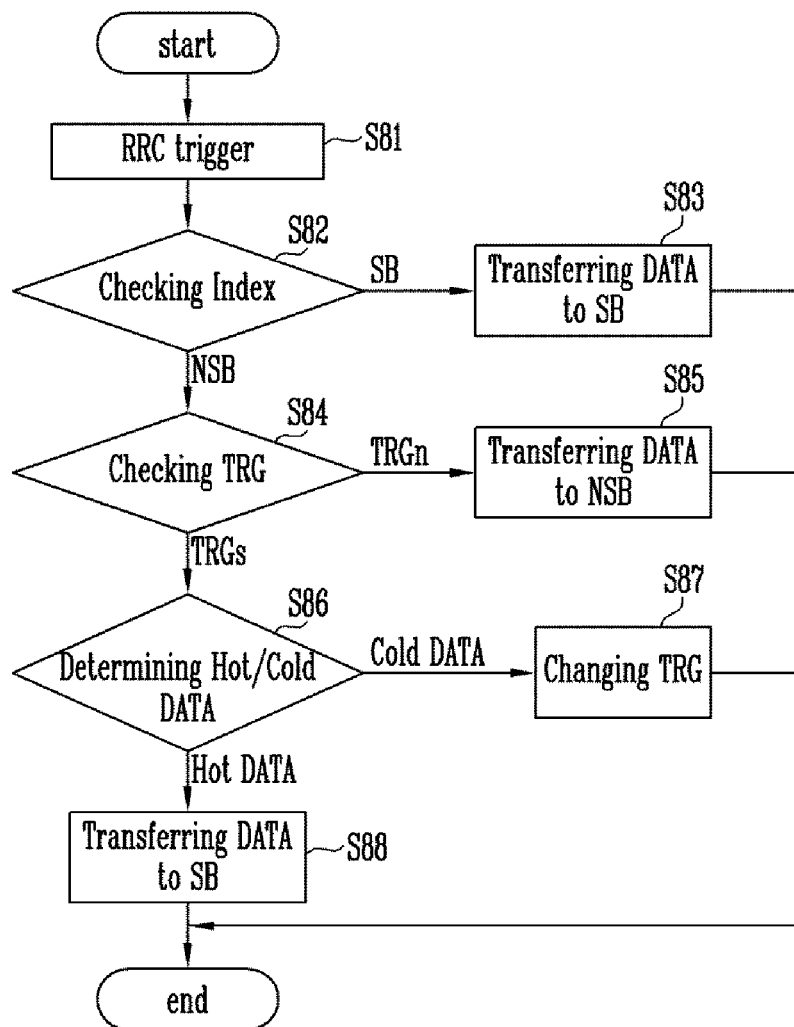 start
RRC trigger
S81
S82
Checking Index
SB
S83
Transferring DATA
to SB
NSB
S84
Checking TRG
TRGn
S85
Transferring DATA
to NSB
TRGs
S86
Determining Hot/Cold
DATA
Cold DATA
S87
Changing TRG
Hot DATA
Transferring DATA
to SB
S88
end